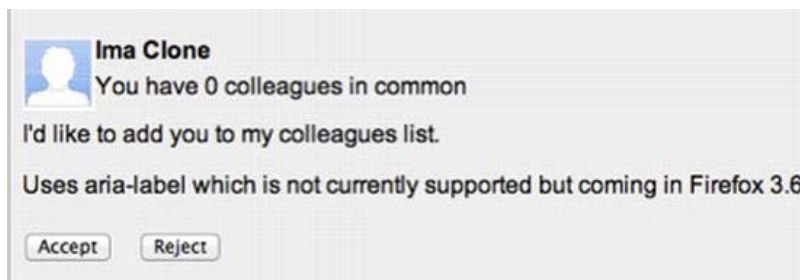 Ima Clone
You have 0 colleagues in common
I'd like to add you to my colleagues list.
Uses aria-label which is not currently supported but coming in Firefox 3.6
Accept Reject